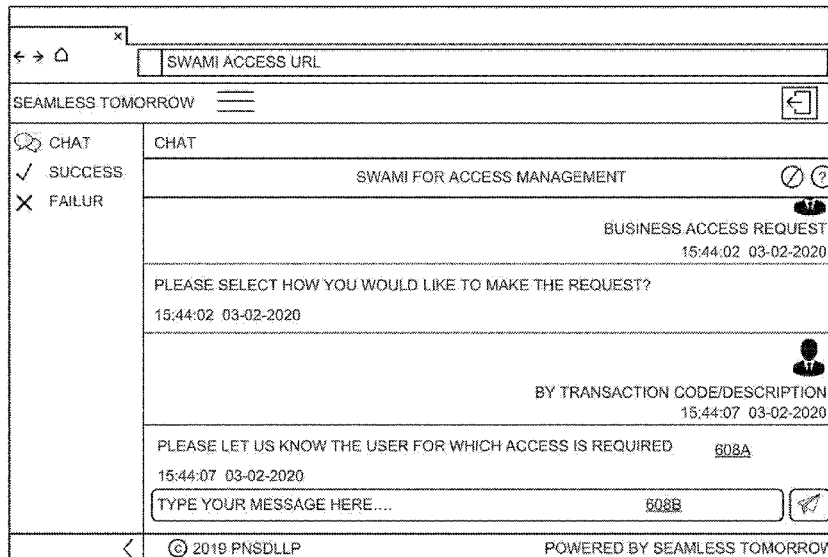 SWAMI ACCESS URL
SEAMLESS TOMORROW
CHAT
SUCCESS
FAILUR
CHAT
SWAMI FOR ACCESS MANAGEMENT
BUSINESS ACCESS REQUEST
15:44:02 03-02-2020
PLEASE SELECT HOW YOU WOULD LIKE TO MAKE THE REQUEST?
15:44:02 03-02-2020
BY TRANSACTION CODE/DESCRIPTION
15:44:07 03-02-2020
PLEASE LET US KNOW THE USER FOR WHICH ACCESS IS REQUIRED 608A
15:44:07 03-02-2020
TYPE YOUR MESSAGE HERE.... 608B
© 2019 PNSDLLP POWERED BY SEAMLESS TOMORROW